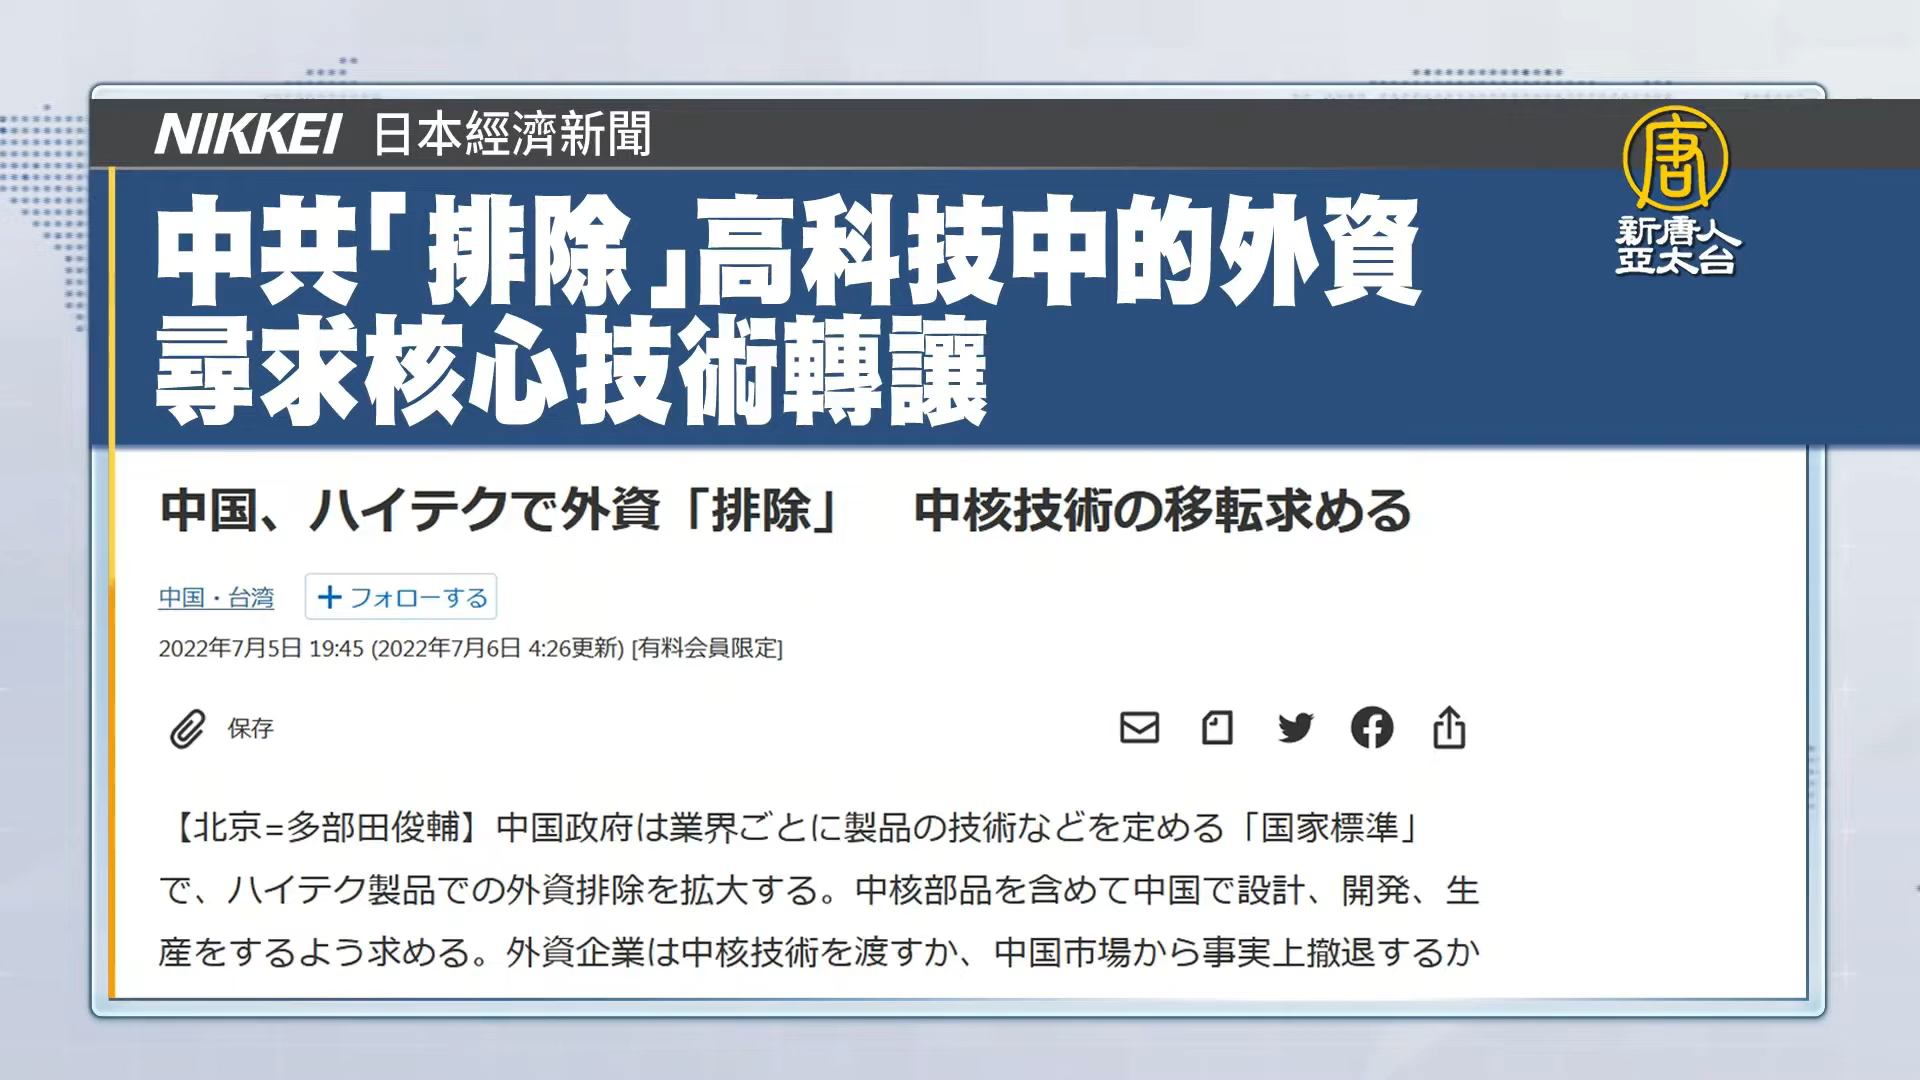 NIKKEI 日本經濟新聞
唐
新唐人
亞太台
中共「排除」高科技中的外資
尋求核心技術轉讓
中国、ハイテクで外資「排除」　中核技術の移転求める
中国・台湾 フォローする
2022年7月5日 19:45 (2022年7月6日 4:26更新) [有料会員限定]
保存
【北京=多部田俊輔】中国政府は業界ごとに製品の技術などを定める「国家標準」
で、ハイテク製品での外資排除を拡大する。中核部品を含めて中国で設計、開発、生
産をするよう求める。外資企業は中核技術を渡すか、中国市場から事実上撤退するか